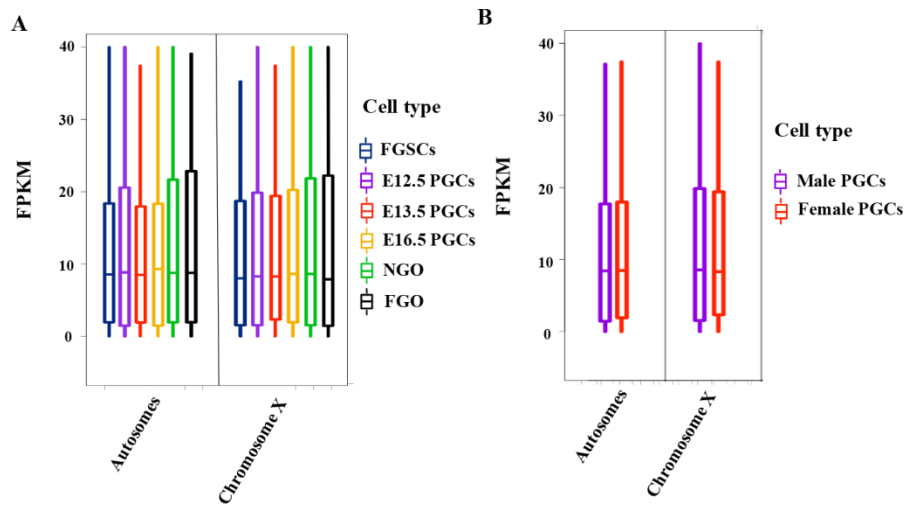 A
FPKM
40
30
20
10
0
Autosomes
Chromosome X
Cell type
FGSCs
E12.5 PGCs
E13.5 PGCs
E16.5 PGCs
NGO
FGO
B
FPKM
40
30
20
10
0
Autosomes
Chromosome X
Cell type
Male PGCs
Female PGCs